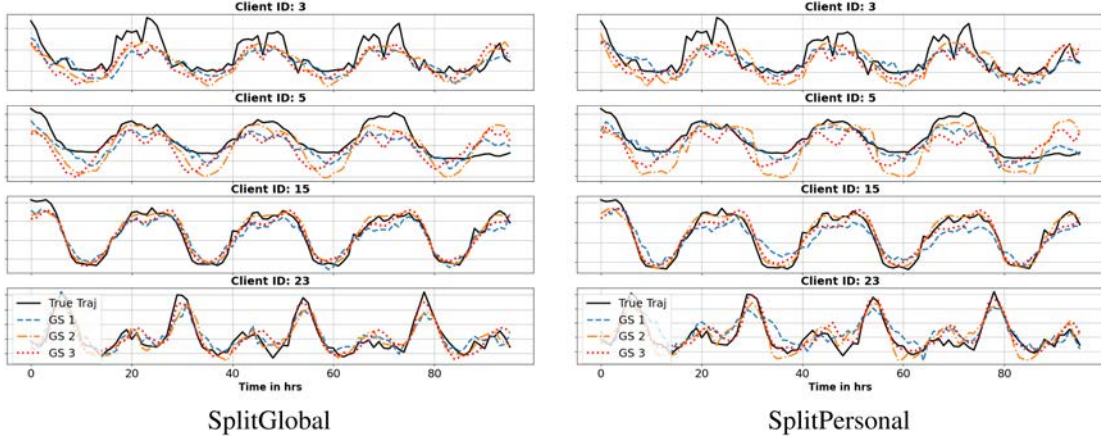 Client ID: 3
Client ID: 5
Client ID: 15
Client ID: 23
True Traj
GS 1
GS 2
GS 3
0 20 40 60 80
Time in hrs
SplitGlobal
Client ID: 3
Client ID: 5
Client ID: 15
Client ID: 23
True Traj
GS 1
GS 2
GS 3
0 20 40 60 80
Time in hrs
SplitPersonal